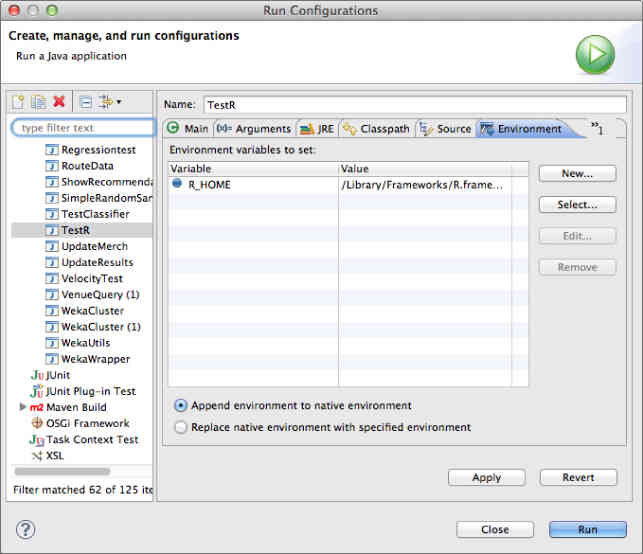 Run Configurations
Create, manage, and run configurations
Run a Java application
type filter text
Regressiontest
RouteData
ShowRecommenda
SimpleRandomSan
TestClassifier
TestR
UpdateMerch
UpdateResults
VelocityTest
VenueQuery (1)
WekaCluster
WekaCluster (1)
WekaUtils
WekaWrapper
JUnit
JUnit Plug-in Test
Maven Build
OSGi Framework
Task Context Test
XSL
Filter matched 62 of 125 ite
Name: TestR
Main Arguments JRE Classpath Source Environment »1
Environment variables to set:
Variable Value
R_HOME /Library/Frameworks/R.frame...
New...
Select...
Edit...
Remove
Append environment to native environment
Replace native environment with specified environment
Apply Revert
? Close Run